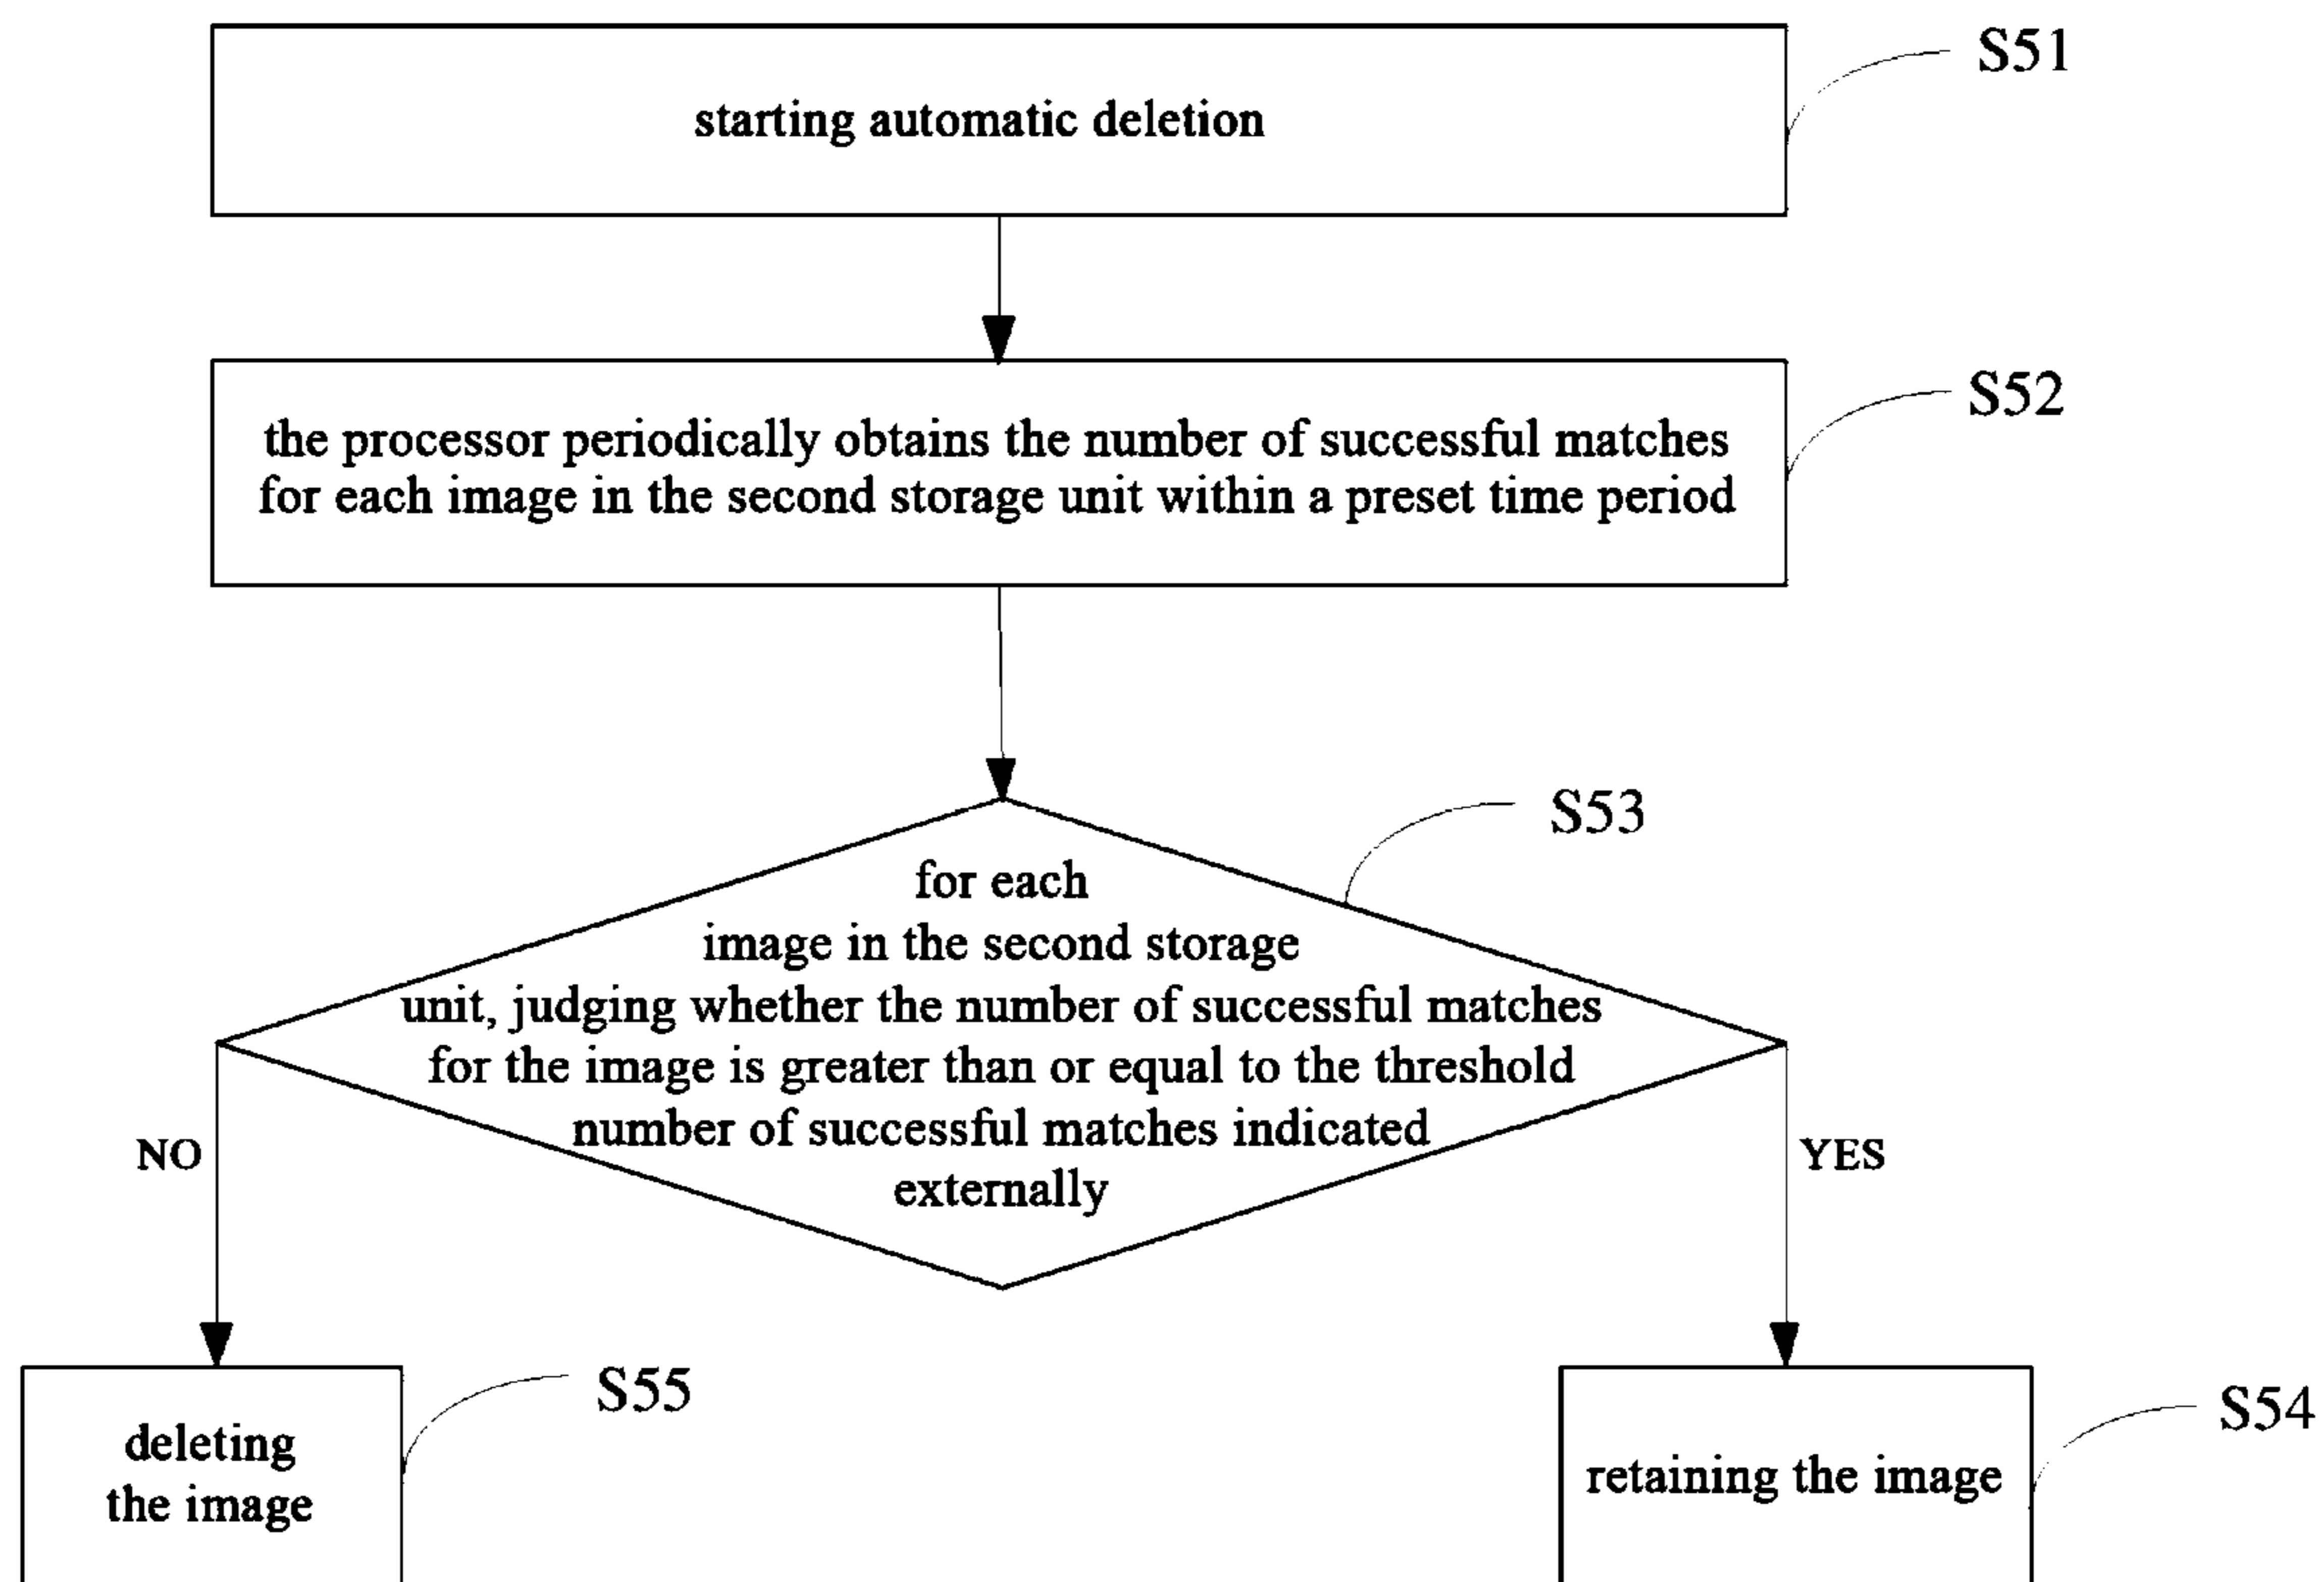 starting automatic deletion
S51
the processor periodically obtains the number of successful matches
for each image in the second storage unit within a preset time period
S52
for each
image in the second storage
unit, judging whether the number of successful matches
for the image is greater than or equal to the threshold
number of successful matches indicated
externally
S53
NO
YES
deleting
the image
S55
retaining the image
S54